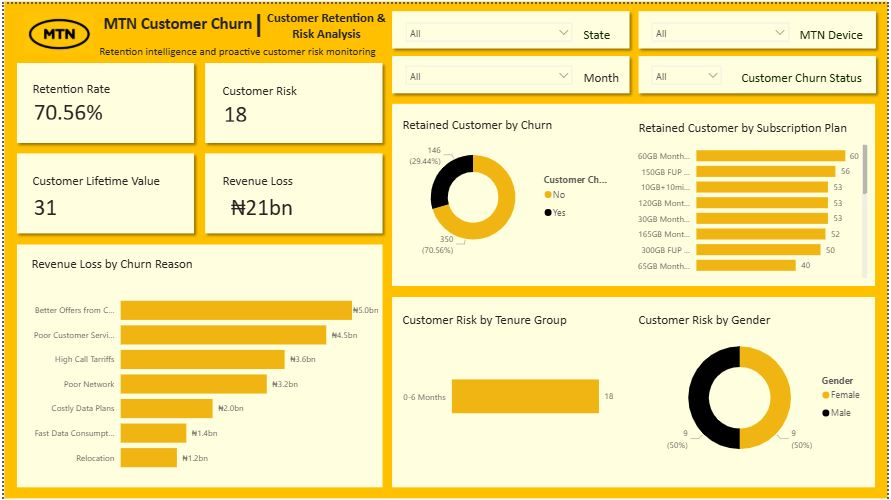 MTN
MTN Customer Churn
Customer Retention &
Risk Analysis
Retention intelligence and proactive customer risk monitoring
All
State
All
MTN Device
All
Month
All
Customer Churn Status
Retention Rate
70.56%
Customer Risk
18
Customer Lifetime Value
31
Revenue Loss
₦21bn
Retained Customer by Churn
146
(29.44%)
350
(70.56%)
Customer Ch...
No
Yes
Retained Customer by Subscription Plan
60GB Month... 60
150GB FUP ... 56
10GB+10mi... 53
120GB Mont... 53
30GB Month... 53
165GB Mont... 52
300GB FUP ... 50
65GB Month... 40
Revenue Loss by Churn Reason
Better Offers from C... ₦5.0bn
Poor Customer Servi... ₦4.5bn
High Call Tarriffs ₦3.6bn
Poor Network ₦3.2bn
Costly Data Plans ₦2.0bn
Fast Data Consumpt... ₦1.4bn
Relocation ₦1.2bn
Customer Risk by Tenure Group
0-6 Months 18
Customer Risk by Gender
9
(50%)
9
(50%)
Gender
Female
Male